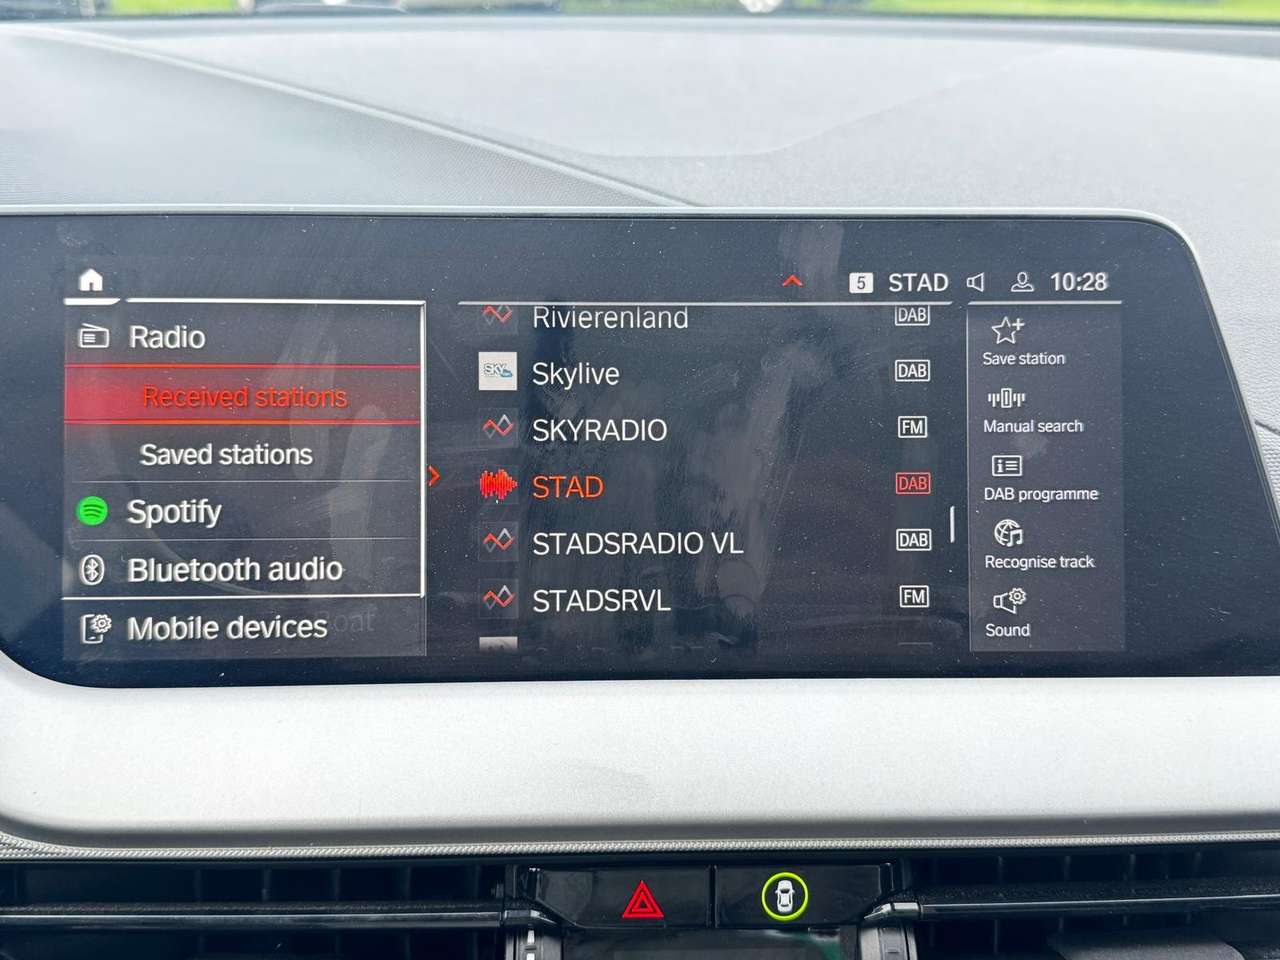 5 STAD 10:28
Radio
Received stations
Saved stations
Spotify
Bluetooth audio
Mobile devices
Rivierenland DAB
SKY Skylive DAB
SKYRADIO FM
STAD DAB
STADSRADIO VL DAB
STADSRVL FM
Save station
Manual search
DAB programme
Recognise track
Sound